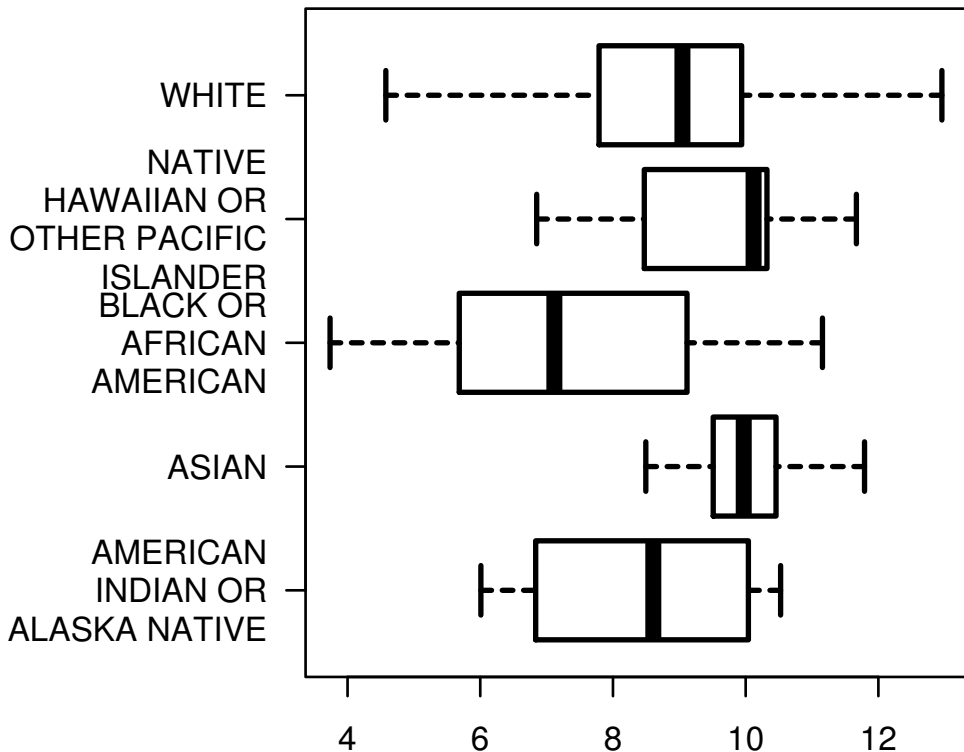 WHITE
NATIVE
HAWAIIAN OR
OTHER PACIFIC
ISLANDER
BLACK OR
AFRICAN
AMERICAN
ASIAN
AMERICAN
INDIAN OR
ALASKA NATIVE
4 6 8 10 12